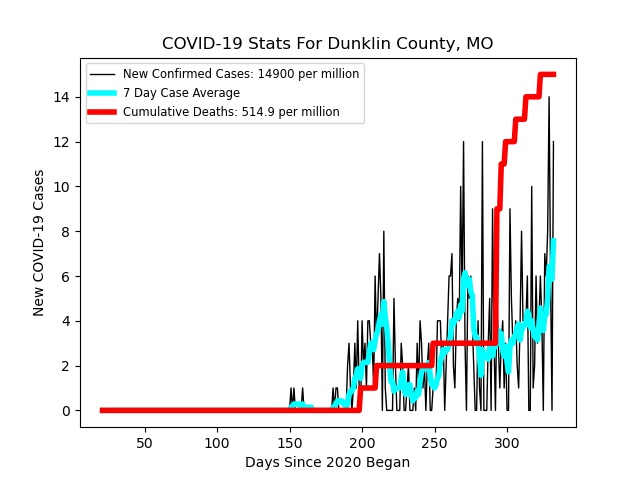 COVID-19 Stats For Dunklin County, MO
New Confirmed Cases: 14900 per million
7 Day Case Average
Cumulative Deaths: 514.9 per million
New COVID-19 Cases
14
12
10
8
6
4
2
0
50 100 150 200 250 300
Days Since 2020 Began